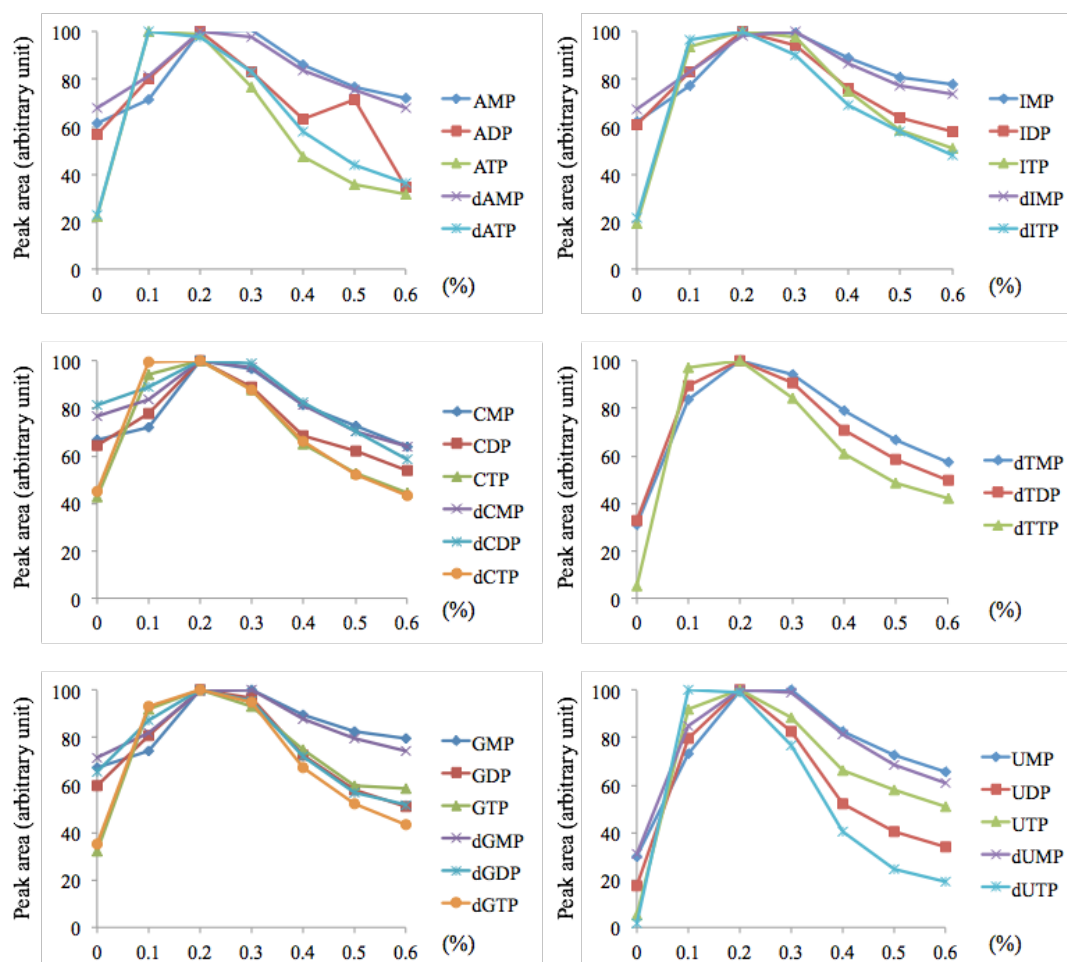 Peak area (arbitrary unit)
100
80
60
40
20
0
0 0.1 0.2 0.3 0.4 0.5 0.6
(%)
AMP
ADP
ATP
dAMP
dATP
Peak area (arbitrary unit)
100
80
60
40
20
0
0 0.1 0.2 0.3 0.4 0.5 0.6
(%)
IMP
IDP
ITP
dIMP
dITP
Peak area (arbitrary unit)
100
80
60
40
20
0
0 0.1 0.2 0.3 0.4 0.5 0.6
(%)
CMP
CDP
CTP
dCMP
dCDP
dCTP
Peak area (arbitrary unit)
100
80
60
40
20
0
0 0.1 0.2 0.3 0.4 0.5 0.6
(%)
dTMP
dTDP
dTTP
Peak area (arbitrary unit)
100
80
60
40
20
0
0 0.1 0.2 0.3 0.4 0.5 0.6
(%)
GMP
GDP
GTP
dGMP
dGDP
dGTP
Peak area (arbitrary unit)
100
80
60
40
20
0
0 0.1 0.2 0.3 0.4 0.5 0.6
(%)
UMP
UDP
UTP
dUMP
dUTP